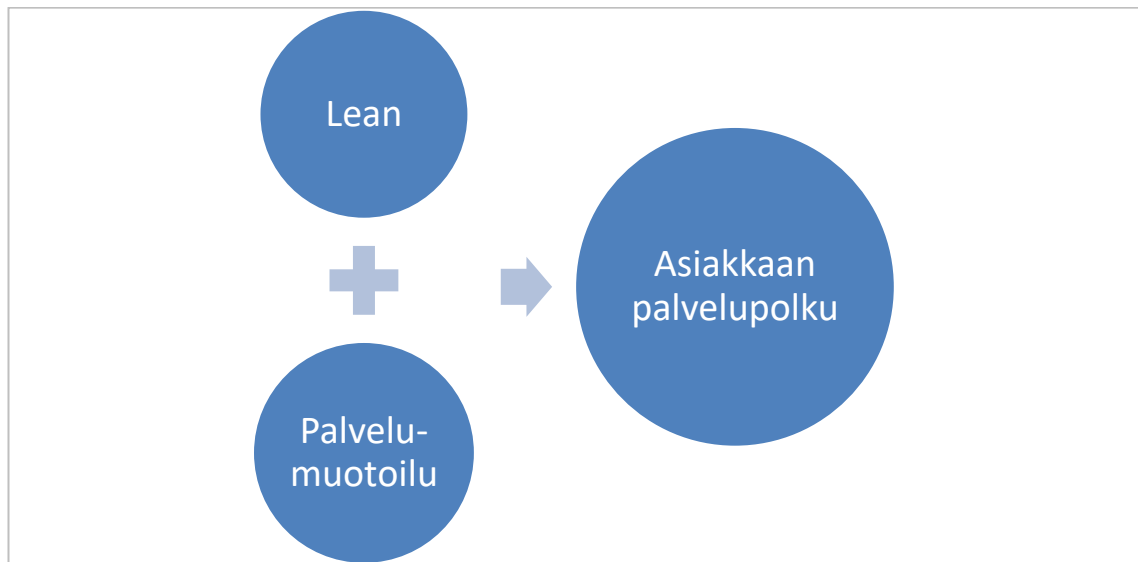 Lean
Palvelu-
muotoilu
Asiakkaan
palvelupolku